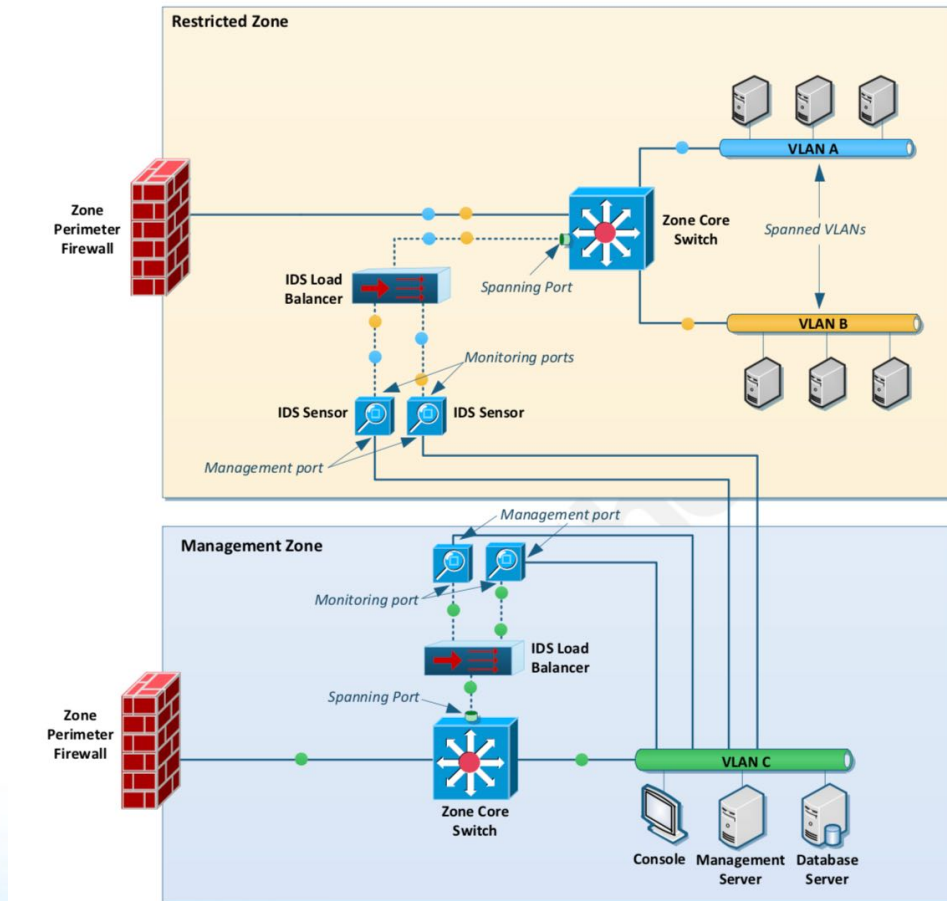 Restricted Zone
VLAN A
Zone
Perimeter
Firewall
Zone Core
Switch
Spanned VLANs
IDS Load
Balancer
Spanning Port
VLAN B
Monitoring ports
IDS Sensor
IDS Sensor
Management port
Management port
Management Zone
Monitoring port
IDS Load
Balancer
Spanning Port
Zone
Perimeter
Firewall
VLAN C
Zone Core
Switch
Console
Management
Server
Database
Server